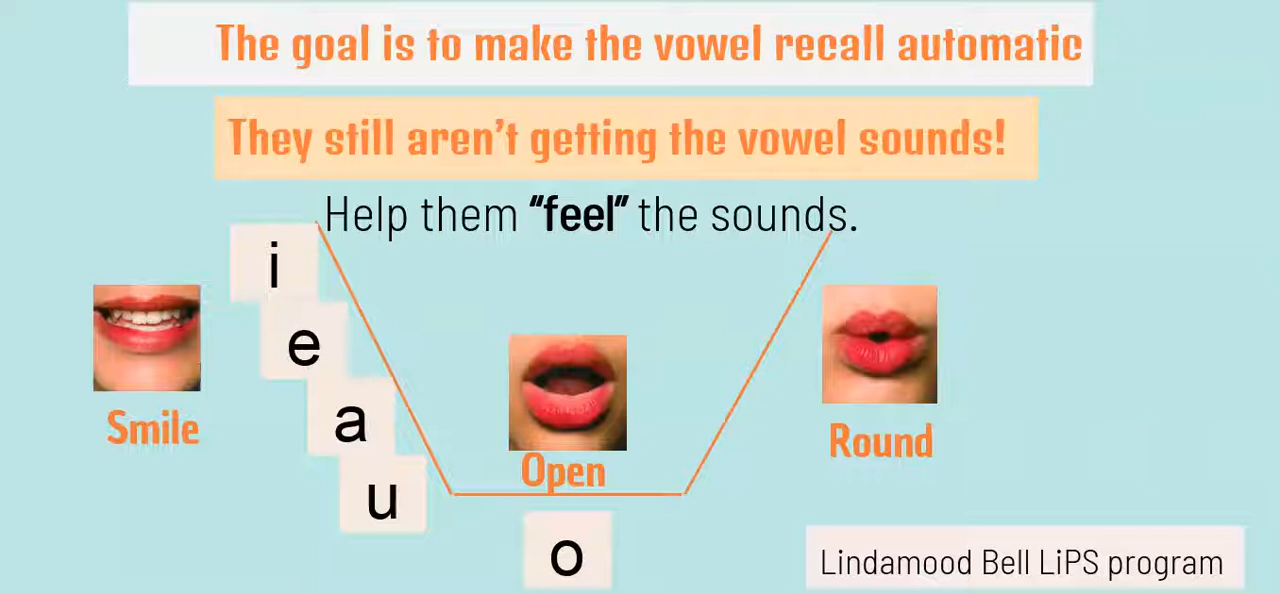 The goal is to make the vowel recall automatic
They still aren't getting the vowel sounds!
Help them “feel” the sounds.
i
e
a
u
Smile
Open
Round
o
Lindamood Bell LiPS program